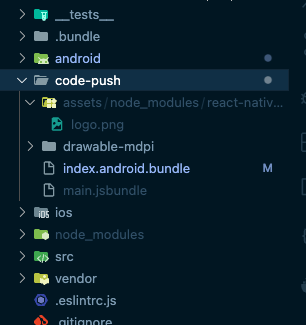 __tests__
.bundle
android
code-push
assets/node_modules/react-nativ...
logo.png
drawable-mdpi
index.android.bundle M
main.jsbundle
ios
node_modules
src
vendor
.eslintrc.js
.gitignore